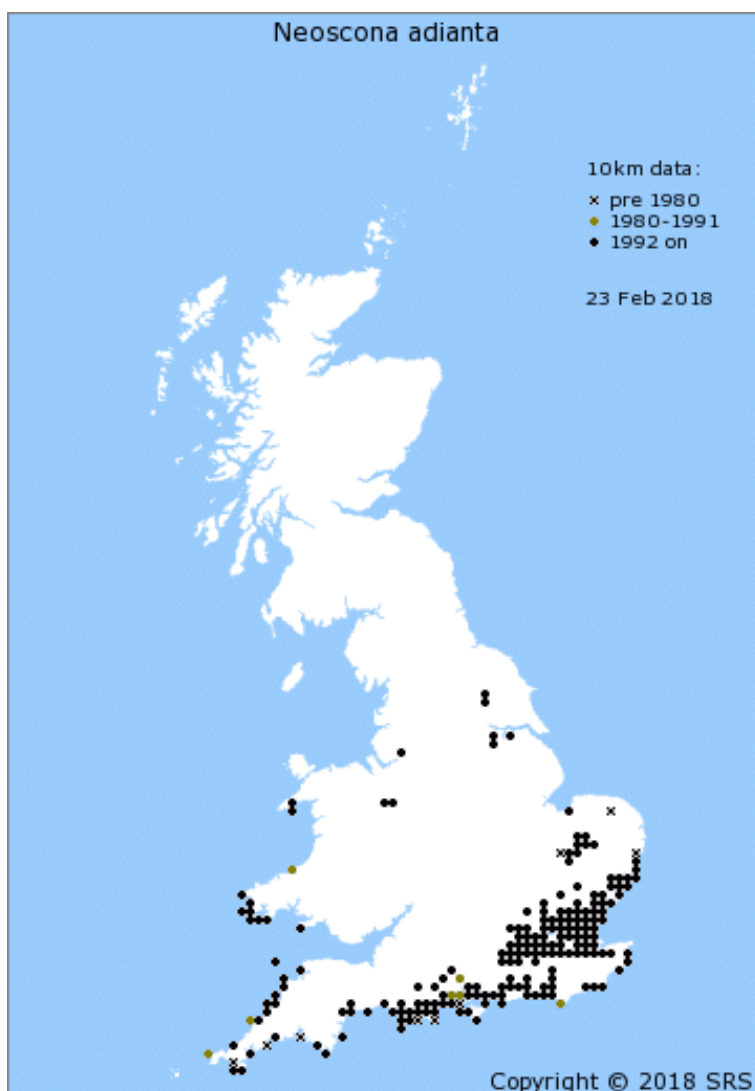 Neoscona adianta
10km data:
pre 1980
1980-1991
1992 on
23 Feb 2018
Copyright © 2018 SRS